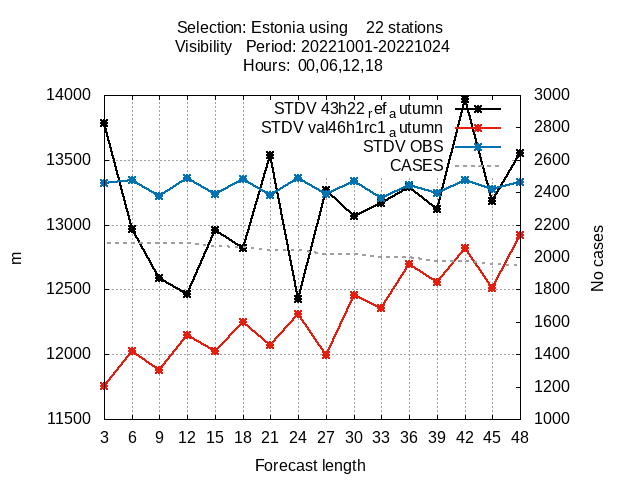 Selection: Estonia using 22 stations
Visibility Period: 20221001-20221024
Hours: 00,06,12,18
STDV 43h22refautumn
STDV val46h1rc1autumn
STDV OBS
CASES
14000
13500
13000
12500
12000
11500
m
3000
2800
2600
2400
2200
2000
1800
1600
1400
1200
1000
No cases
3 6 9 12 15 18 21 24 27 30 33 36 39 42 45 48
Forecast length